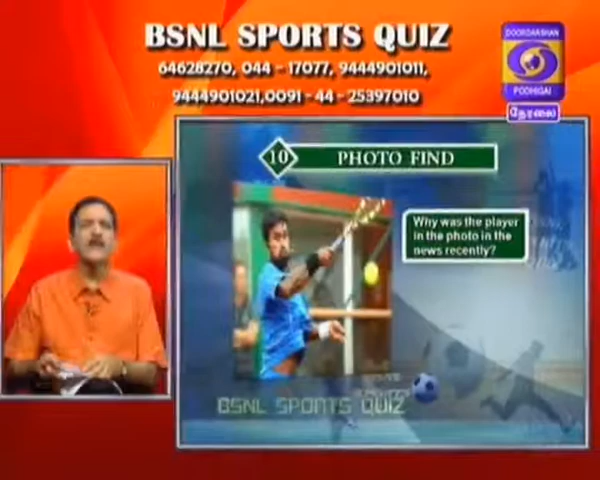 BSNL SPORTS QUIZ
64628270, 044 - 17077, 9444901011,
9444901021,0091 - 44 - 25397010
DOORDARSHAN
PODHIGAI
நேரலை
10 PHOTO FIND
Why was the player
in the photo in the
news recently?
BSNL SPORTS QUIZ